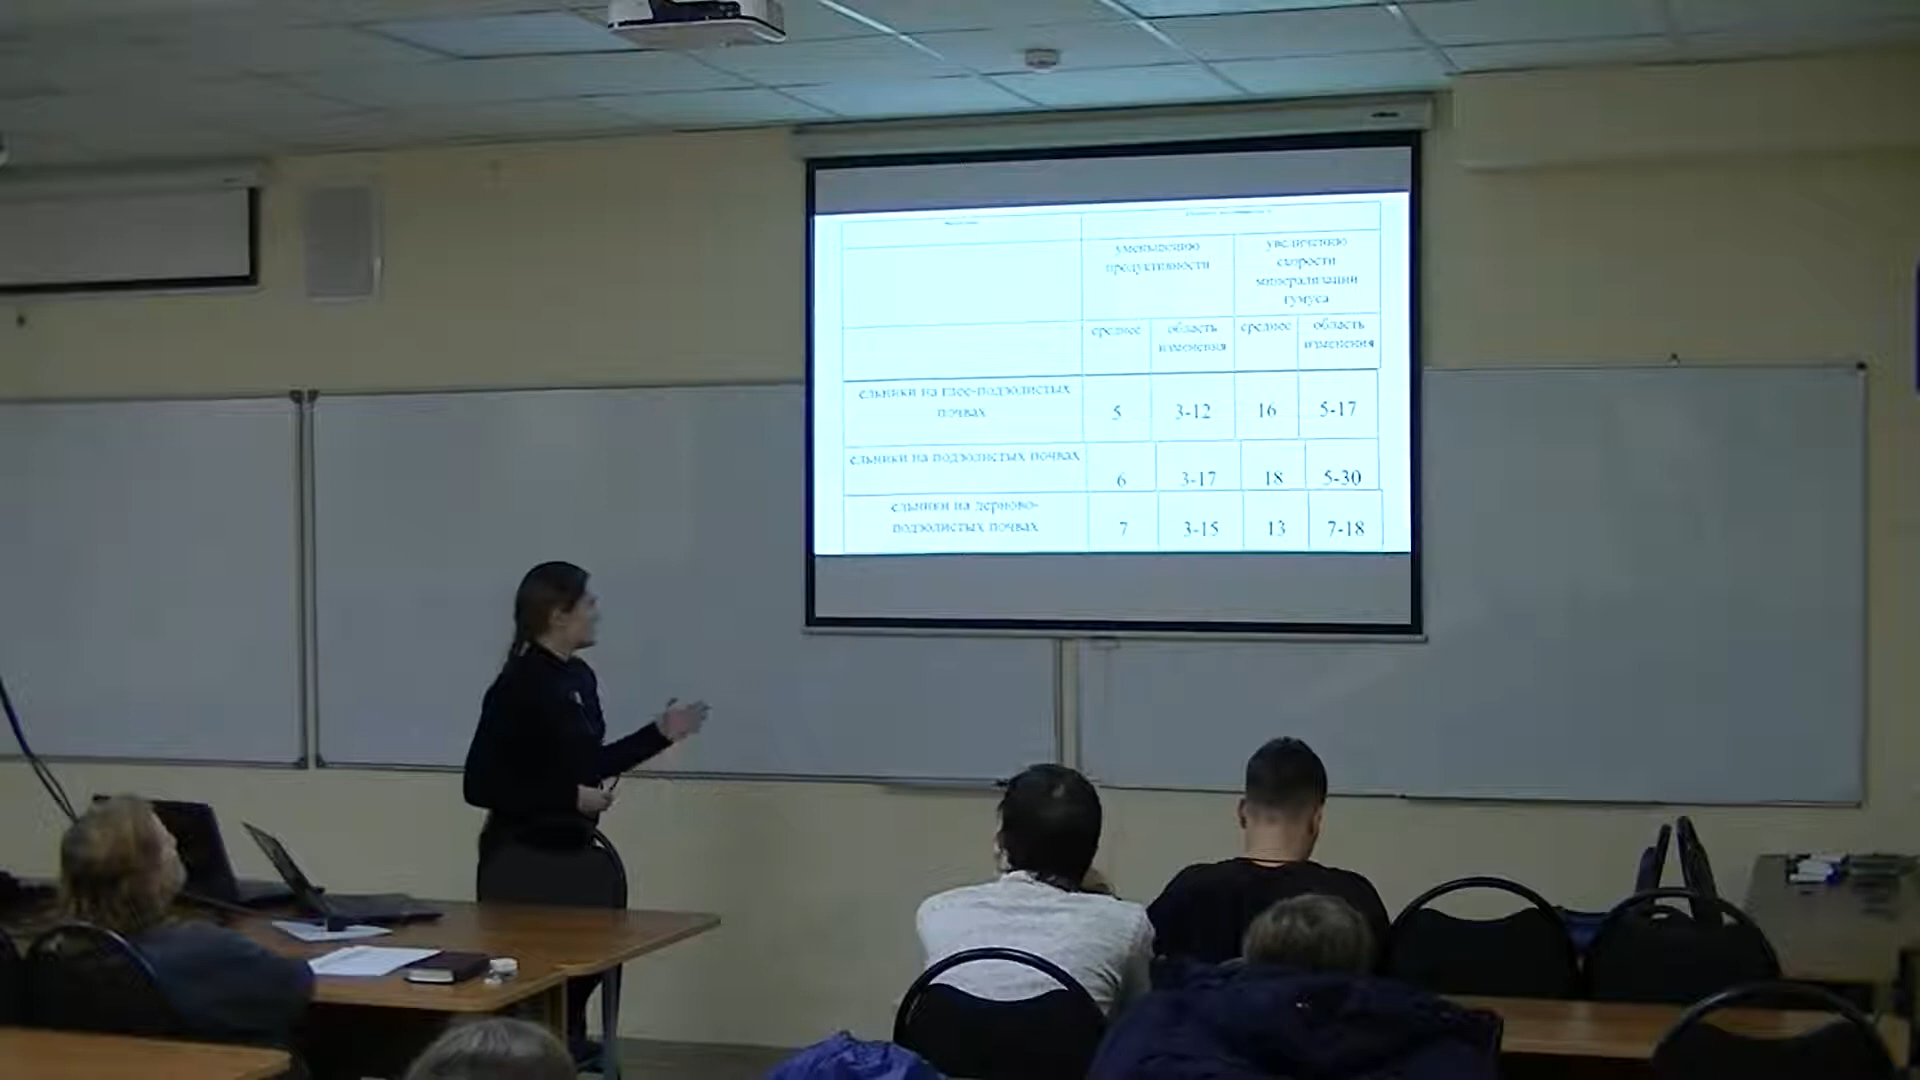 уменьшению
продуктивности
увеличению
скорости
минерализации
гумуса
среднее
область
изменения
среднее
область
изменения
ельники на глее-подзолистых
почвах
5
3-12
16
5-17
ельники на подзолистых почвах
6
3-17
18
5-30
ельники на дерново-
подзолистых почвах
7
3-15
13
7-18